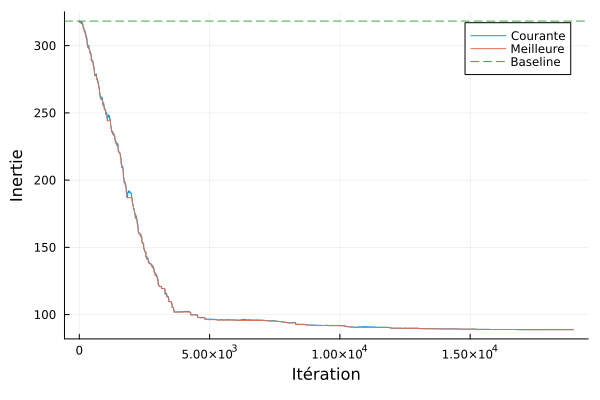 Courante
Meilleure
Baseline
Inertie
300
250
200
150
100
0
5.00×10³
1.00×10⁴
1.50×10⁴
Itération